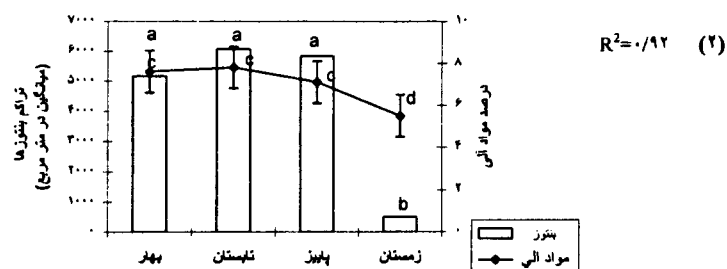 R²=۰/۹۲ (۲)
تراکم بنتوزها
(میانگین در متر مربع)
۷۰۰۰
۶۰۰۰
۵۰۰۰
۴۰۰۰
۳۰۰۰
۲۰۰۰
۱۰۰۰
۰
a
a
a
b
c
c
c
d
۱۰
۸
۶
۴
۲
۰
درصد مواد آلی
بهار
تابستان
پاییز
زمستان
بنتوز
مواد آلی